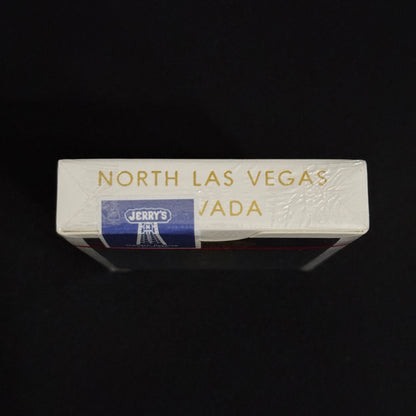 NORTH LAS VEGAS
VADA
JERRY'S